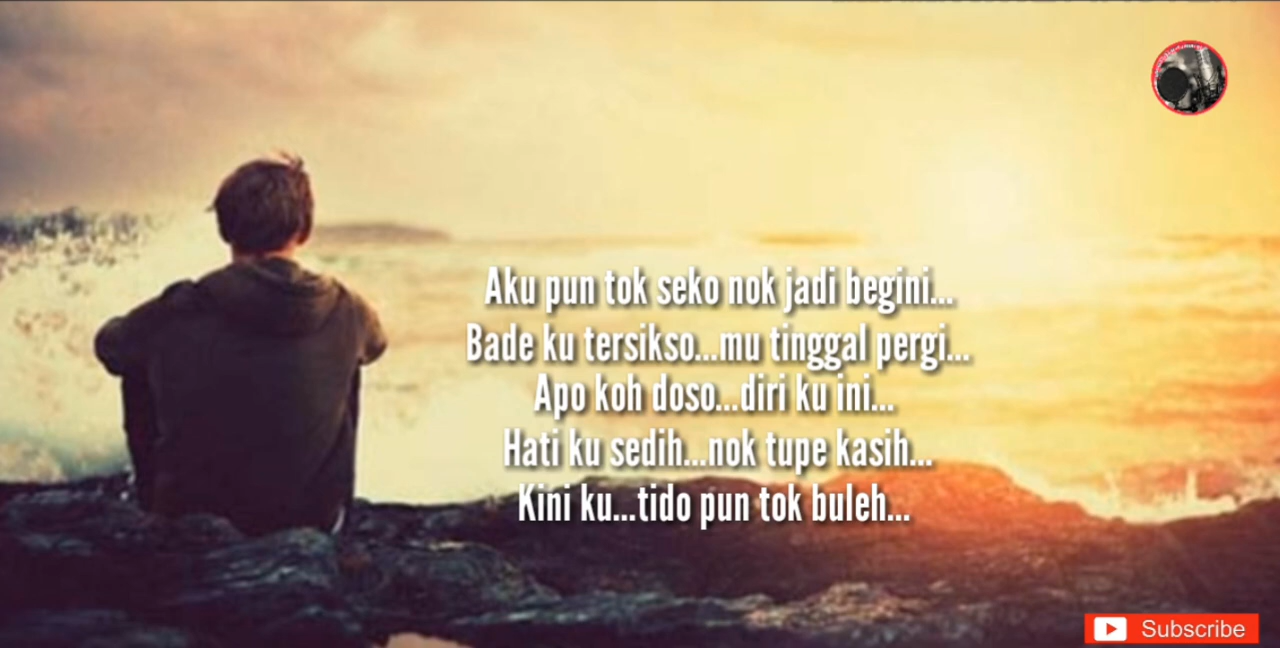 Aku pun tok seko nok jadi begini...
Bade ku tersikso...mu tinggal pergi...
Apo koh doso...diri ku ini...
Hati ku sedih...nok tupe kasih...
Kini ku...tido pun tok buleh...
Subscribe